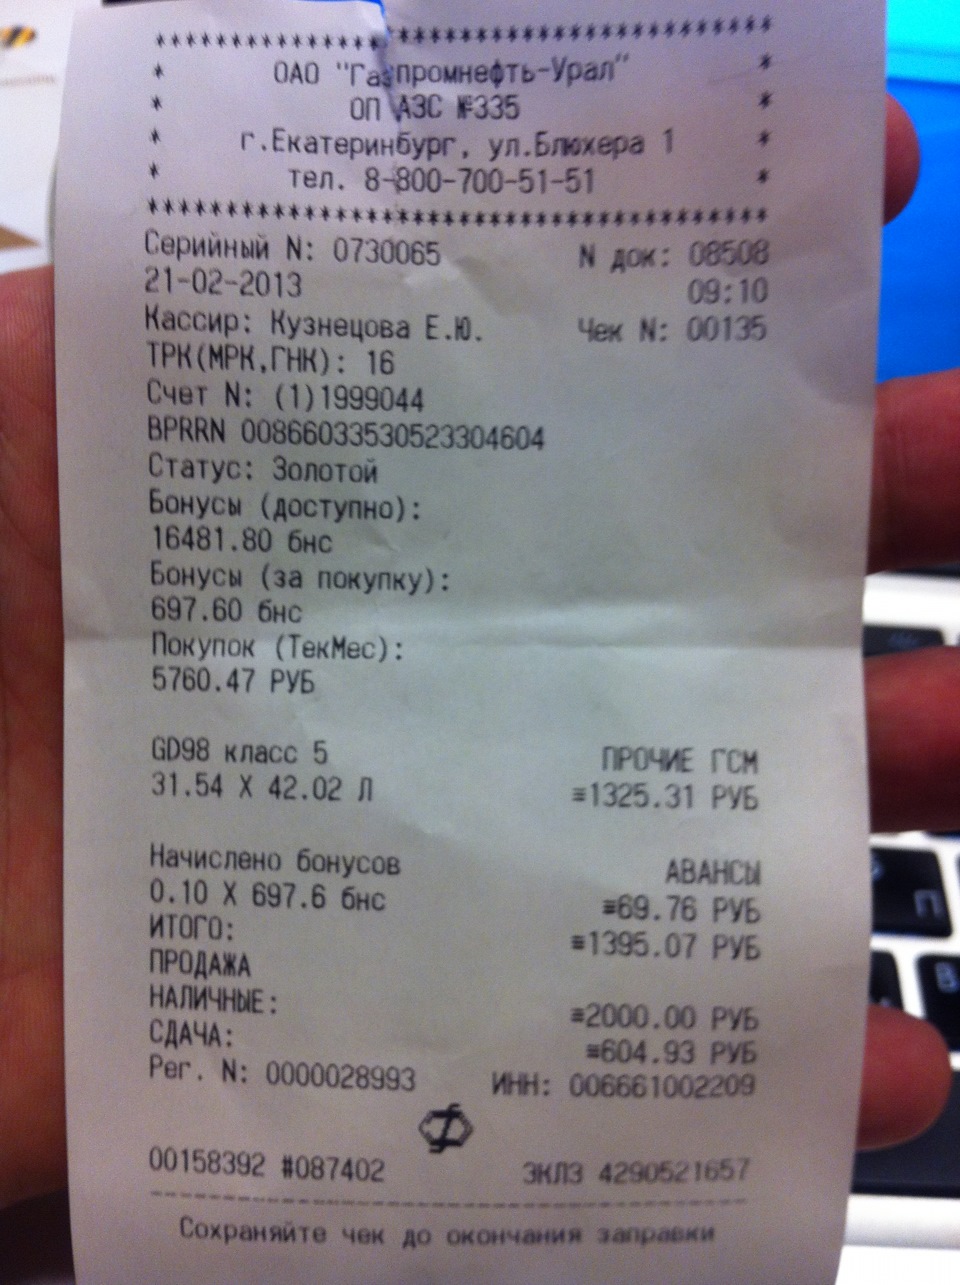 ****************************************
* ОАО "Газпромнефть-Урал" *
* ОП АЗС №335 *
* г.Екатеринбург, ул.Блюхера 1 *
* тел. 8-800-700-51-51 *
****************************************
Серийный N: 0730065 N док: 08508
21-02-2013 09:10
Кассир: Кузнецова Е.Ю. Чек N: 00135
ТРК(МРК,ГНК): 16
Счет N: (1)1999044
BPRRN 00866033530523304604
Статус: Золотой
Бонусы (доступно):
16481.80 бнс
Бонусы (за покупку):
697.60 бнс
Покупок (ТекМес):
5760.47 РУБ
GD98 класс 5 ПРОЧИЕ ГСМ
31.54 X 42.02 Л ≡1325.31 РУБ
Начислено бонусов АВАНСЫ
0.10 X 697.6 бнс ≡69.76 РУБ
ИТОГО: ≡1395.07 РУБ
ПРОДАЖА
НАЛИЧНЫЕ: ≡2000.00 РУБ
СДАЧА: ≡604.93 РУБ
Рег. N: 0000028993 ИНН: 006661002209
00158392 #087402 ЭКЛЗ 4290521657
Сохраняйте чек до окончания заправки